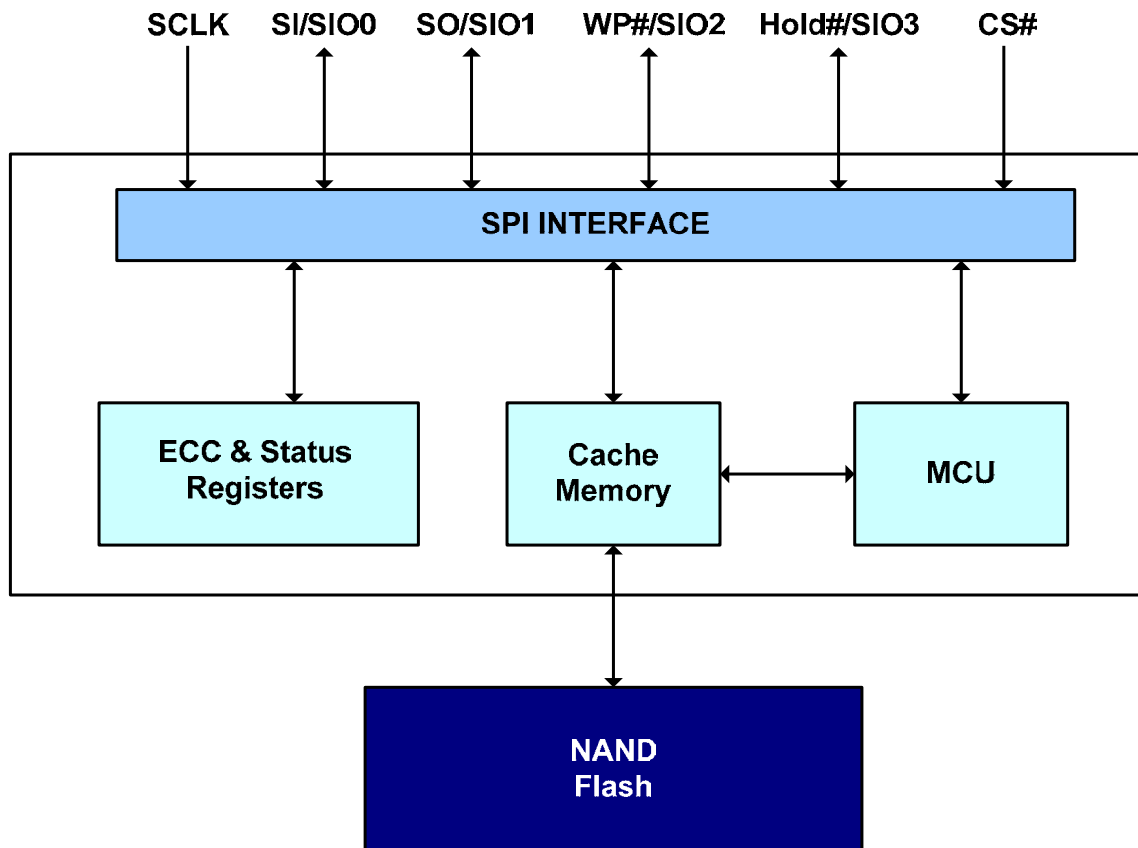 SCLK SI/SIO0 SO/SIO1 WP#/SIO2 Hold#/SIO3 CS#
SPI INTERFACE
ECC & Status
Registers
Cache
Memory
MCU
NAND
Flash